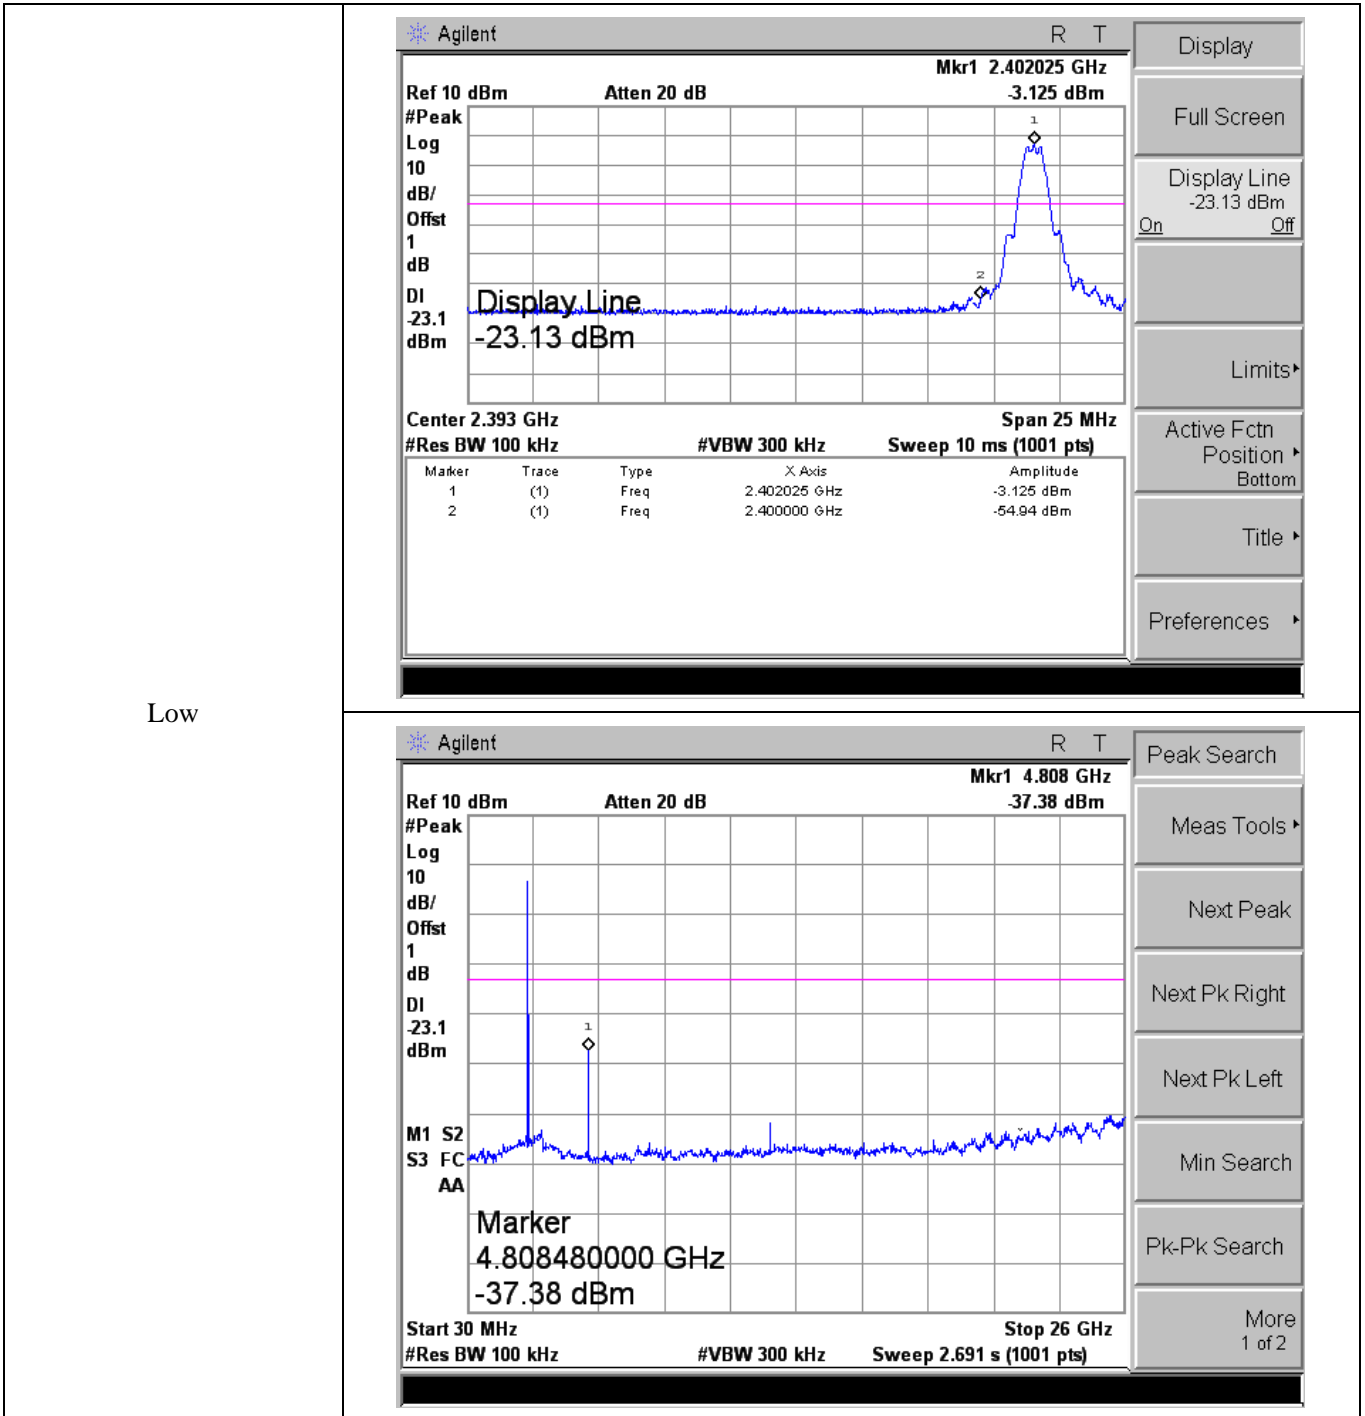 Low
Agilent R T
Mkr1 2.402025 GHz
Ref 10 dBm Atten 20 dB -3.125 dBm
#Peak
Log
10
dB/
Offst
1
dB
DI
-23.1
dBm
1
2
Display Line
-23.13 dBm
Center 2.393 GHz Span 25 MHz
#Res BW 100 kHz #VBW 300 kHz Sweep 10 ms (1001 pts)
Marker Trace Type X Axis Amplitude
1 (1) Freq 2.402025 GHz -3.125 dBm
2 (1) Freq 2.400000 GHz -54.94 dBm
Display
Full Screen
Display Line
-23.13 dBm
On Off
Limits
Active Fctn
Position
Bottom
Title
Preferences
Agilent R T
Mkr1 4.808 GHz
Ref 10 dBm Atten 20 dB -37.38 dBm
#Peak
Log
10
dB/
Offst
1
dB
DI
-23.1
dBm
1
M1 S2
S3 FC
AA
Marker
4.808480000 GHz
-37.38 dBm
Start 30 MHz Stop 26 GHz
#Res BW 100 kHz #VBW 300 kHz Sweep 2.691 s (1001 pts)
Peak Search
Meas Tools
Next Peak
Next Pk Right
Next Pk Left
Min Search
Pk-Pk Search
More
1 of 2